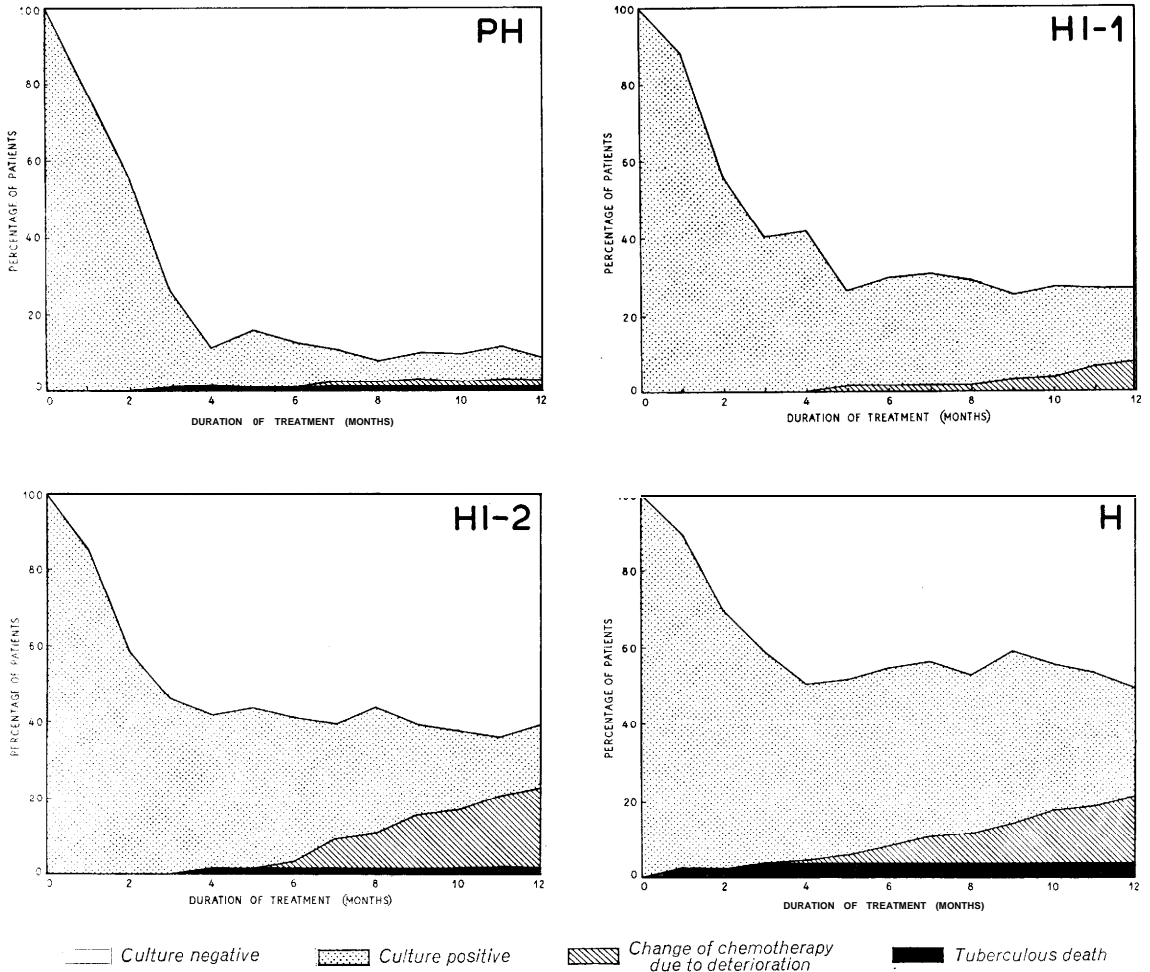 PH
100
80
60
40
20
0
PERCENTAGE OF PATIENTS
0 2 4 6 8 10 12
DURATION OF TREATMENT (MONTHS)
HI-1
100
80
60
40
20
0
PERCENTAGE OF PATIENTS
0 2 4 6 8 10 12
DURATION OF TREATMENT (MONTHS)
HI-2
100
80
60
40
20
0
PERCENTAGE OF PATIENTS
0 2 4 6 8 10 12
DURATION OF TREATMENT (MONTHS)
H
80
60
40
20
0
PERCENTAGE OF PATIENTS
0 2 4 6 8 10 12
DURATION OF TREATMENT (MONTHS)
Culture negative
Culture positive
Change of chemotherapy
due to deterioration
Tuberculous death